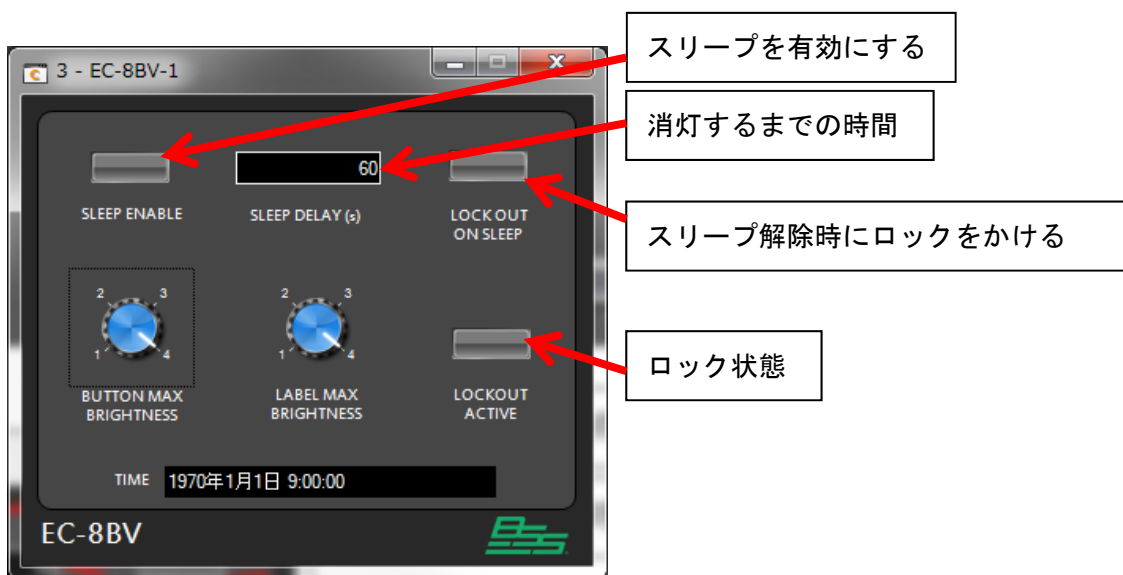 スリープを有効にする
3 - EC-8BV-1
消灯するまでの時間
60
SLEEP ENABLE
SLEEP DELAY (s)
LOCK OUT
ON SLEEP
スリープ解除時にロックをかける
2 3
1 4
2 3
1 4
ロック状態
BUTTON MAX
BRIGHTNESS
LABEL MAX
BRIGHTNESS
LOCKOUT
ACTIVE
TIME 1970年1月1日 9:00:00
EC-8BV
BSS